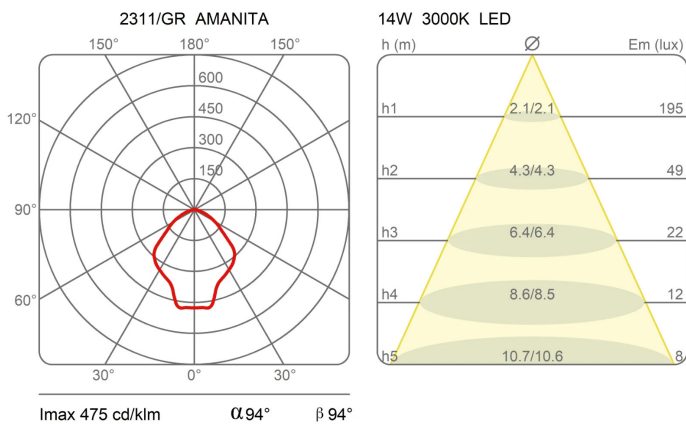 2311/GR AMANITA
14W 3000K LED
150° 180° 150°
h (m) Ø Em (lux)
600
450
300
150
120°
90°
60°
30° 0° 30°
h1 2.1/2.1 195
h2 4.3/4.3 49
h3 6.4/6.4 22
h4 8.6/8.5 12
h5 10.7/10.6 8
Imax 475 cd/klm α94° β 94°